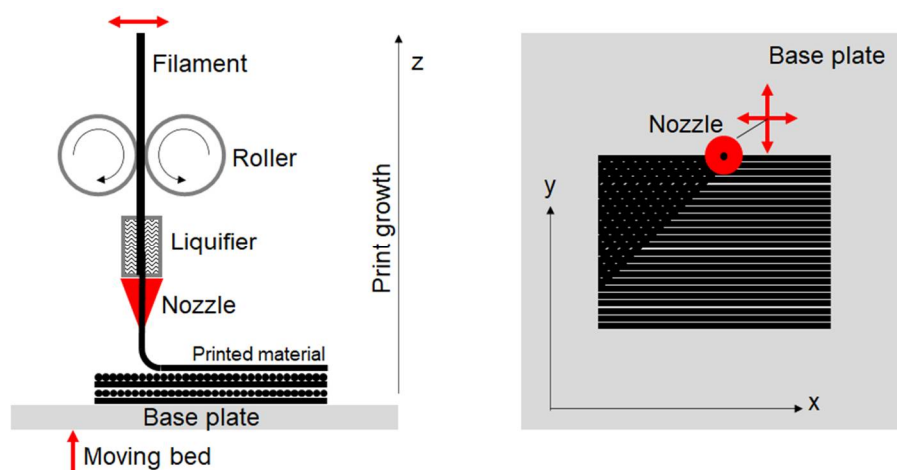 Filament
z
Roller
Liquifier
Nozzle
Print growth
Printed material
Base plate
Moving bed
Base plate
Nozzle
y
x